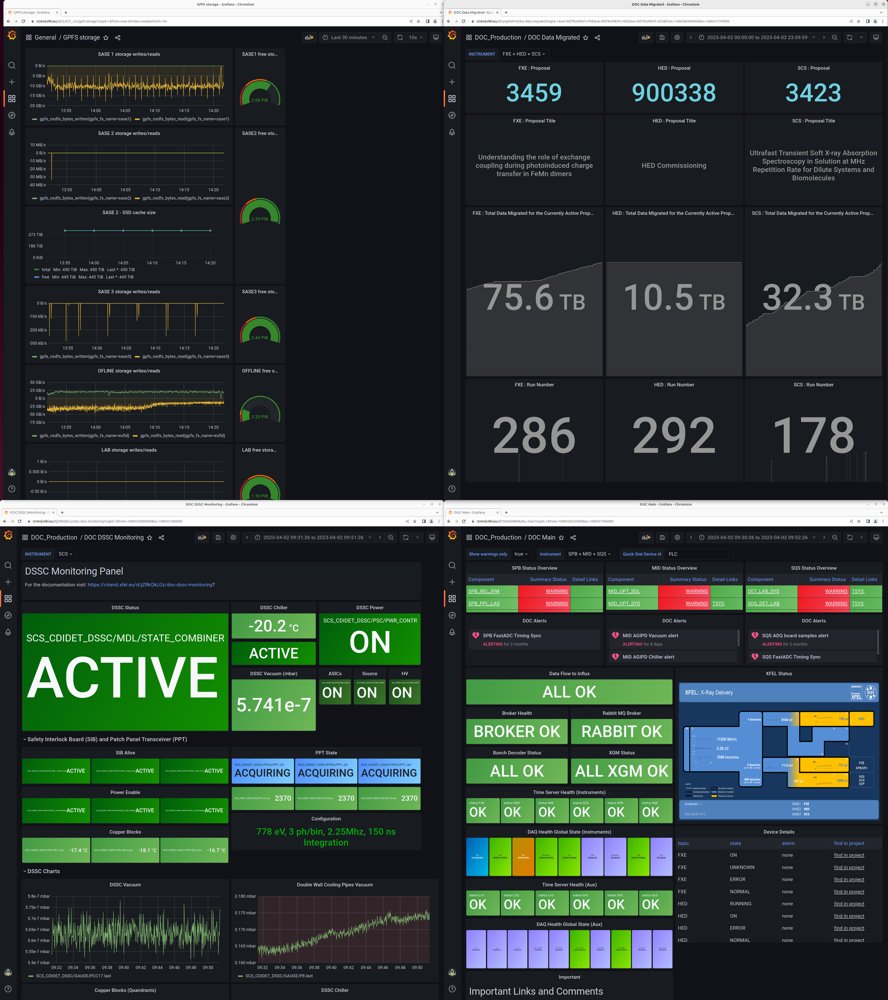 GPFS storage - Grafana - Chromium
GPFS storage - Grafana
ctrend.xfel.eu/d/ULVCO_cnz/gpfs-storage?orgId=1&from=now-30m&to=now&refresh=10s
General / GPFS storage
Last 30 minutes
10s
SASE 1 storage writes/reads
0 B/s
-5 GB/s
-10 GB/s
-15 GB/s
-20 GB/s
13:55 14:00 14:05 14:10 14:15 14:20
gpfs_nsdfs_bytes_written{gpfs_fs_name=sase1} gpfs_nsdfs_bytes_read{gpfs_fs_name=sase1}
SASE1 free sto...
2.08 PiB
SASE 2 storage writes/reads
10 MB/s
0 B/s
-10 MB/s
-20 MB/s
-30 MB/s
-40 MB/s
13:55 14:00 14:05 14:10 14:15 14:20
gpfs_nsdfs_bytes_written{gpfs_fs_name=sase2} gpfs_nsdfs_bytes_read{gpfs_fs_name=sase2}
SASE2 free sto...
2.39 PiB
SASE 2 - SSD cache size
373 TiB
186 TiB
0 KiB
13:55 14:00 14:05 14:10 14:15 14:20
total Min: 450 TiB Max: 450 TiB Last *: 450 TiB
free Min: 445 TiB Max: 445 TiB Last *: 445 TiB
SASE 3 storage writes/reads
0 B/s
-100 kB/s
-200 kB/s
-300 kB/s
13:55 14:00 14:05 14:10 14:15 14:20
gpfs_nsdfs_bytes_written{gpfs_fs_name=sase3} gpfs_nsdfs_bytes_read{gpfs_fs_name=sase3}
SASE3 free sto...
2.44 PiB
OFLINE storage writes/reads
50 GB/s
25 GB/s
0 B/s
-25 GB/s
-50 GB/s
-75 GB/s
13:55 14:00 14:05 14:10 14:15 14:20
gpfs_nsdfs_bytes_written{gpfs_fs_name=exfld} gpfs_nsdfs_bytes_read{gpfs_fs_name=exfld}
OFFLINE free s...
3.20 PiB
LAB storage writes/reads
1 B/s
0.500 B/s
0 B/s
-0.50 B/s
LAB free stora...
1.50 PiB
DOC Data Migrated - Grafana - Chromium
DOC Data Migrated - Graf
ctrend.xfel.eu/d/nysgHkM7k/doc-data-migrated?orgId=1&var-INSTRUMENT=FXE&var-INSTRUMENT=HED&var-INSTRUMENT=SCS&from=1680386400000&to=1680472799000
DOC_Production / DOC Data Migrated
2023-04-02 00:00:00 to 2023-04-02 23:59:59
INSTRUMENT FXE + HED + SCS
FXE : Proposal
3459
HED : Proposal
900338
SCS : Proposal
3423
FXE : Proposal Title
Understanding the role of exchange
coupling during photoinduced charge
transfer in FeMn dimers
HED : Proposal Title
HED Commissioning
SCS : Proposal Title
Ultrafast Transient Soft X-ray Absorption
Spectroscopy in Solution at MHz
Repetition Rate for Dilute Systems and
Biomolecules
FXE : Total Data Migrated for the Currently Active Prop...
75.6 TB
HED : Total Data Migrated for the Currently Active Prop...
10.5 TB
SCS : Total Data Migrated for the Currently Active Prop...
32.3 TB
FXE : Run Number
286
HED : Run Number
292
SCS : Run Number
178
DOC DSSC Monitoring - Grafana - Chromium
DOC DSSC Monitoring -
ctrend.xfel.eu/d/jZRkQkLGz/doc-dssc-monitoring?orgId=1&from=1680420686000&to=1680421886000
DOC_Production / DOC DSSC Monitoring
2023-04-02 09:31:26 to 2023-04-02 09:51:26
INSTRUMENT SCS
DSSC Monitoring Panel
For the documantaiton visit: https://ctrend.xfel.eu/d/jZRkQkLGz/doc-dssc-monitoring?
DSSC Status
SCS_CDIDET_DSSC/MDL/STATE_COMBINER
ACTIVE
DSSC Chiller
-20.2 °C
ACTIVE
DSSC Power
SCS_CDIDET_DSSC/PSC/PWR_CONTR
ON
DSSC Vacuum (mbar)
5.741e-7
ASICs Source HV
ON ON ON
Safety Interlock Board (SIB) and Patch Panel Transceiver (PPT)
SIB Alive
ACTIVE ACTIVE ACTIVE
PPT State
SCS_CDIDET_DSSC/FPGA/PPT_Q1 SCS_CDIDET_DSSC/FPGA/PPT_Q3 SCS_CDIDET_DSSC/FPGA/PPT_Q4
ACQUIRING ACQUIRING ACQUIRING
Power Enable
ACTIVE ACTIVE ACTIVE
2370 2370 2370
Configuration
778 eV, 3 ph/bin, 2.25Mhz, 150 ns
Integration
Copper Blocks
-17.4 °C -18.1 °C -16.7 °C
DSSC Charts
DSSC Vacuum
5.8e-7 mbar
5.75e-7 mbar
5.7e-7 mbar
5.65e-7 mbar
5.6e-7 mbar
5.55e-7 mbar
5.5e-7 mbar
09:32 09:34 09:36 09:38 09:40 09:42 09:44 09:46 09:48 09:50
SCS_CDIDET_DSSC/GAUGE/PCC17.last
Double Wall Cooling Pipes Vacuum
0.180 mbar
0.175 mbar
0.170 mbar
0.165 mbar
0.160 mbar
09:32 09:34 09:36 09:38 09:40 09:42 09:44 09:46 09:48 09:50
SCS_CDIDET_DSSC/GAUGE/P8.last
Copper Blocks (Quandrants)
DSSC Chiller
DOC Main - Grafana - Chromium
DOC Main - Grafana
ctrend.xfel.eu/d/YmWidABMk/doc-main?orgId=1&from=1680420626000&to=1680421946000
DOC_Production / DOC Main
2023-04-02 09:30:26 to 2023-04-02 09:52:26
Show warnings only true Instrument SPB + MID + SQS Quick Stat Device Id PLC
SPB Status Overview
Component Summary Status Detail Links
SPB_IRU_JFM WARNING
SPB_PPL_LAS WARNING
MID Status Overview
Component Summary Status Detail Links
MID_OPT_SDL WARNING
MID_OPT_SYS WARNING TSYS,
SQS Status Overview
Component Summary Status Detail Links
DET_LAB_SYS WARNING TSYS,
SQS_DET_LAB WARNING TSYS,
DOC Alerts
SPB FastADC Timing Sync
ALERTING for 2 months
DOC Alerts
MID AGIPD Vacuum alert
ALERTING for 8 days
MID AGIPD Chiller alert
DOC Alerts
SQS ADQ board samples alert
ALERTING for 2 months
SQS FastADC Timing Sync
Data Flow to Influx
ALL OK
Broker Health
BROKER OK
Rabbit MQ Broker
RABBIT OK
Bunch Decoder Status
ALL OK
XGM Status
ALL XGM OK
Time Server Health (Instruments)
status FXE status HED status MID status SCS status SPB status SQS
OK OK OK OK OK OK
DAQ Health Global State (Instruments)
CHANGING MONITORING UNKNOWN MONITORING MONITORING PASSIVE PASSIVE MONITORING PASSIVE
Time Server Health (Aux)
status LA1 status LA2 status LA3 status SA1 status SA2 status SA3
OK OK OK OK OK OK
DAQ Health Global State (Aux)
PASSIVE PASSIVE PASSIVE PASSIVE PASSIVE MONITORING PASSIVE MONITORING PASSIVE PASSIVE
Important
Important Links and Comments
XFEL Status
XFEL: X-Ray Delivery
European
XFEL
DESY
1 bunches 8150 eV 755 µJ HED
11300 MeV/c
0.25 nC
1060 bunches
0 bunches
out of 400 bunches
7112 eV 121 µJ
FXE
SPB/SFX
400 bunches
out of 400 bunches
457 eV 1699 µJ
SQS
SCS
SXP
Legend
Interlock broken No beam in section
No beam permission Electrons in section
Interlock set Photons in section
Accelerator -
SASE1: FXE
SASE2: HED
SASE3: SCS
2023-09-06 14:10
Device Details
topic state alarm find in project
FXE ON none find in project
FXE UNKNOWN none find in project
FXE ERROR none find in project
FXE NORMAL none find in project
HED RUNNING none find in project
HED ON none find in project
HED ERROR none find in project
HED NORMAL none find in project